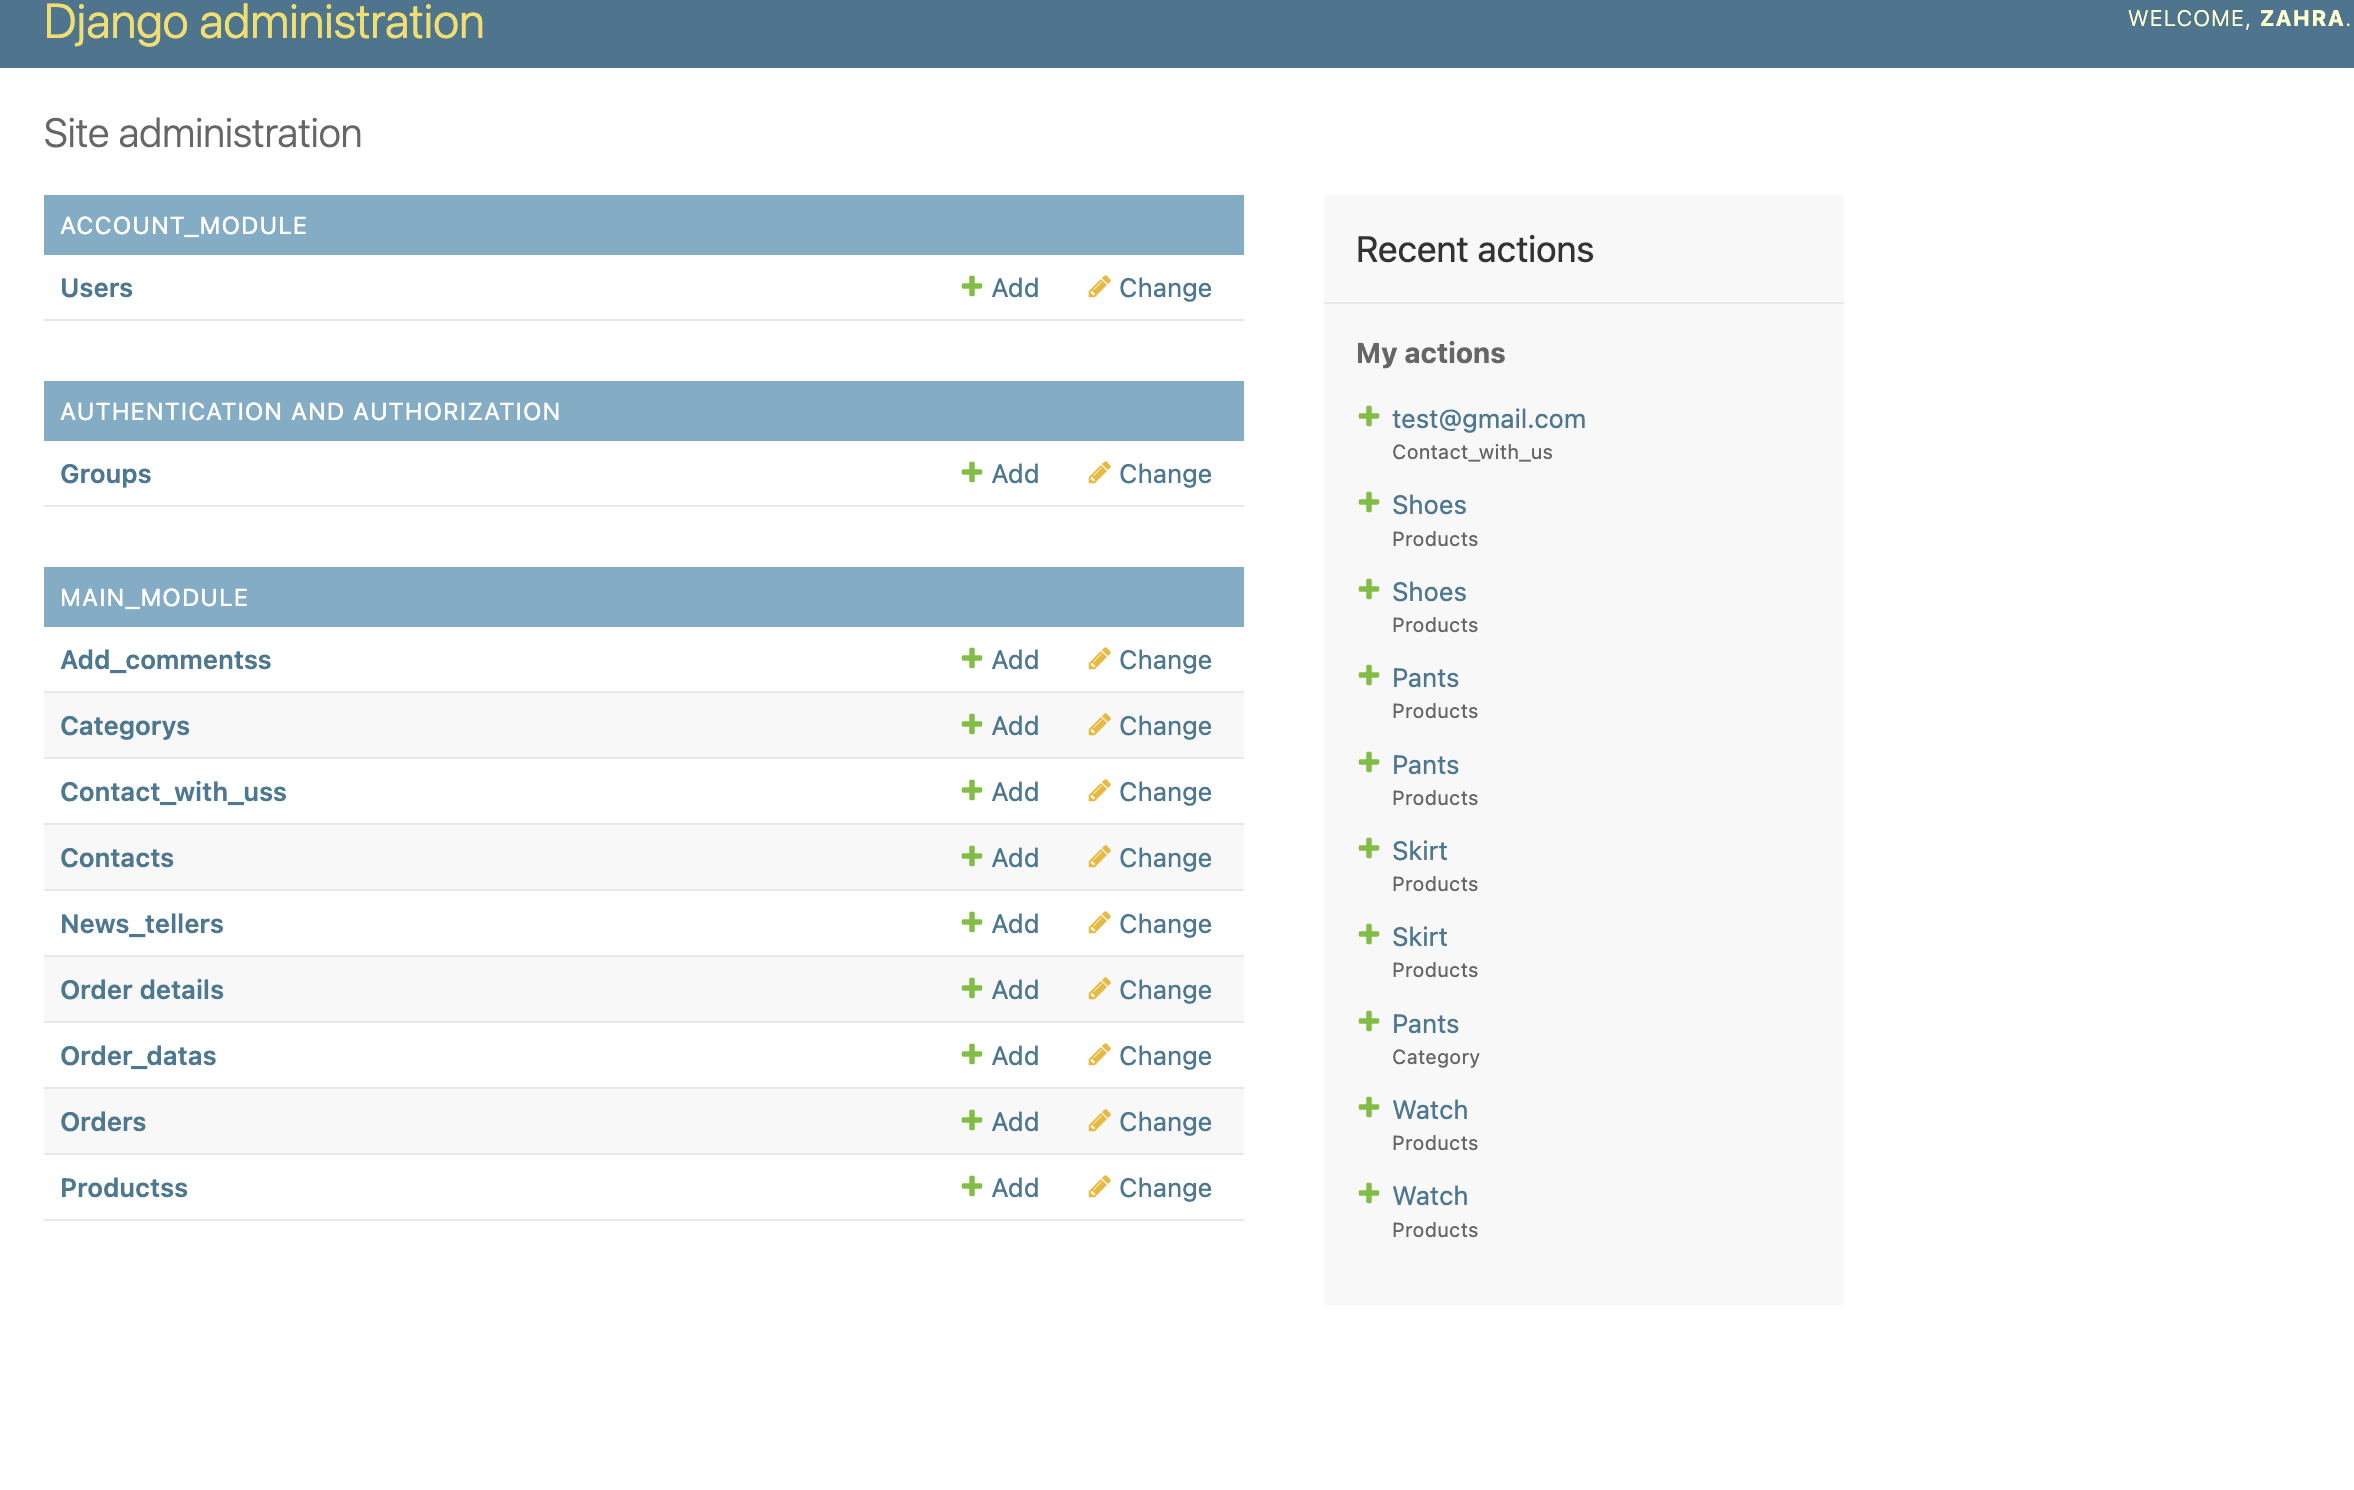 Django administration
WELCOME, ZAHRA.
Site administration
ACCOUNT_MODULE
Users Add Change
AUTHENTICATION AND AUTHORIZATION
Groups Add Change
MAIN_MODULE
Add_commentss Add Change
Categorys Add Change
Contact_with_uss Add Change
Contacts Add Change
News_tellers Add Change
Order details Add Change
Order_datas Add Change
Orders Add Change
Productss Add Change
Recent actions
My actions
test@gmail.com
Contact_with_us
Shoes
Products
Shoes
Products
Pants
Products
Pants
Products
Skirt
Products
Skirt
Products
Pants
Category
Watch
Products
Watch
Products